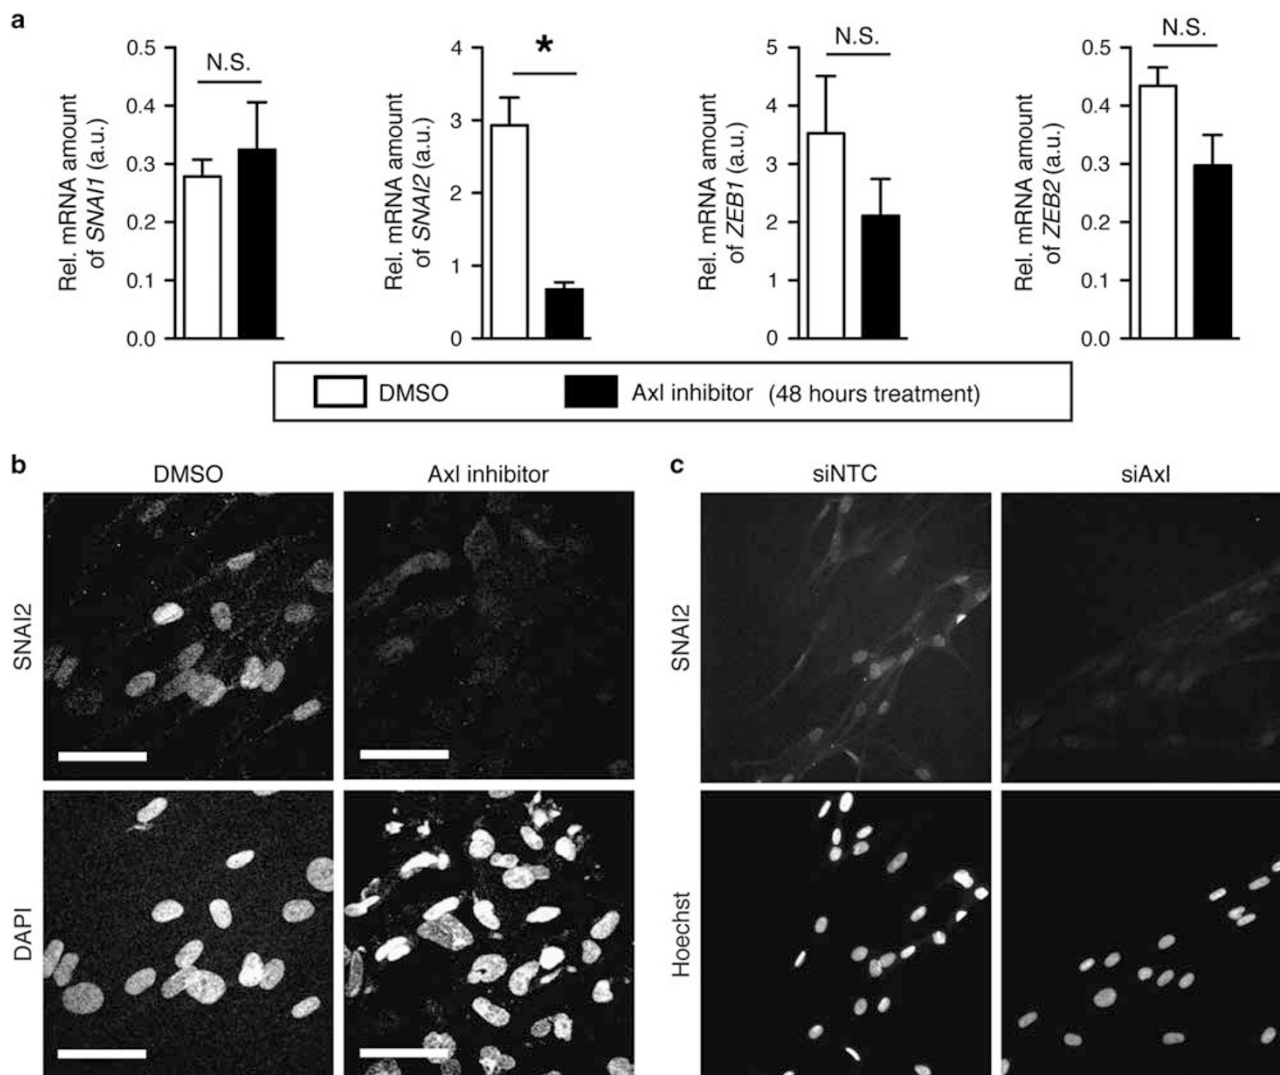 a
0.5
0.4
0.3
0.2
0.1
0.0
Rel. mRNA amount
of SNAI1 (a.u.)
N.S.
4
3
2
1
0
Rel. mRNA amount
of SNAI2 (a.u.)
*
5
4
3
2
1
0
Rel. mRNA amount
of ZEB1 (a.u.)
N.S.
0.5
0.4
0.3
0.2
0.1
0.0
Rel. mRNA amount
of ZEB2 (a.u.)
N.S.
DMSO
Axl inhibitor (48 hours treatment)
b
DMSO
Axl inhibitor
SNAI2
DAPI
c
siNTC
siAxl
SNAI2
Hoechst